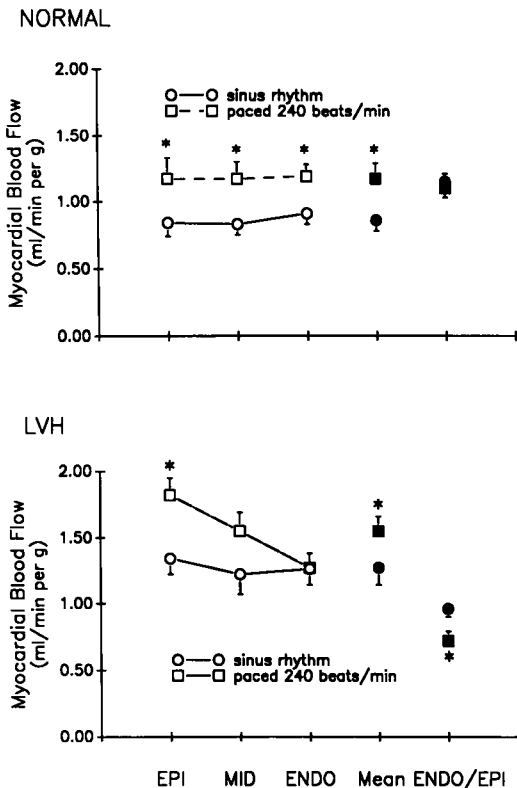 NORMAL
2.00
1.50
1.00
0.50
0.00
Myocardial Blood Flow
(ml/min per g)
sinus rhythm
paced 240 beats/min
* * * *
LVH
2.00
1.50
1.00
0.50
0.00
Myocardial Blood Flow
(ml/min per g)
* *
sinus rhythm
paced 240 beats/min
*
EPI MID ENDO Mean ENDO/EPI